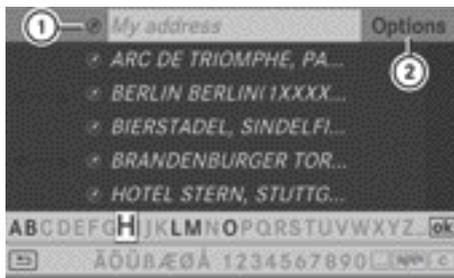 1 My address Options
2
ARC DE TRIOMPHE, PA...
BERLIN BERLIN(1XXXX...
BIERSTADEL, SINDELFI...
BRANDENBURGER TOR...
HOTEL STERN, STUTTG...
ABCDEFGHIJKLMNOPQRSTUVWXYZ_ ok
ÄÖÜßÆØÅ 1234567890 c